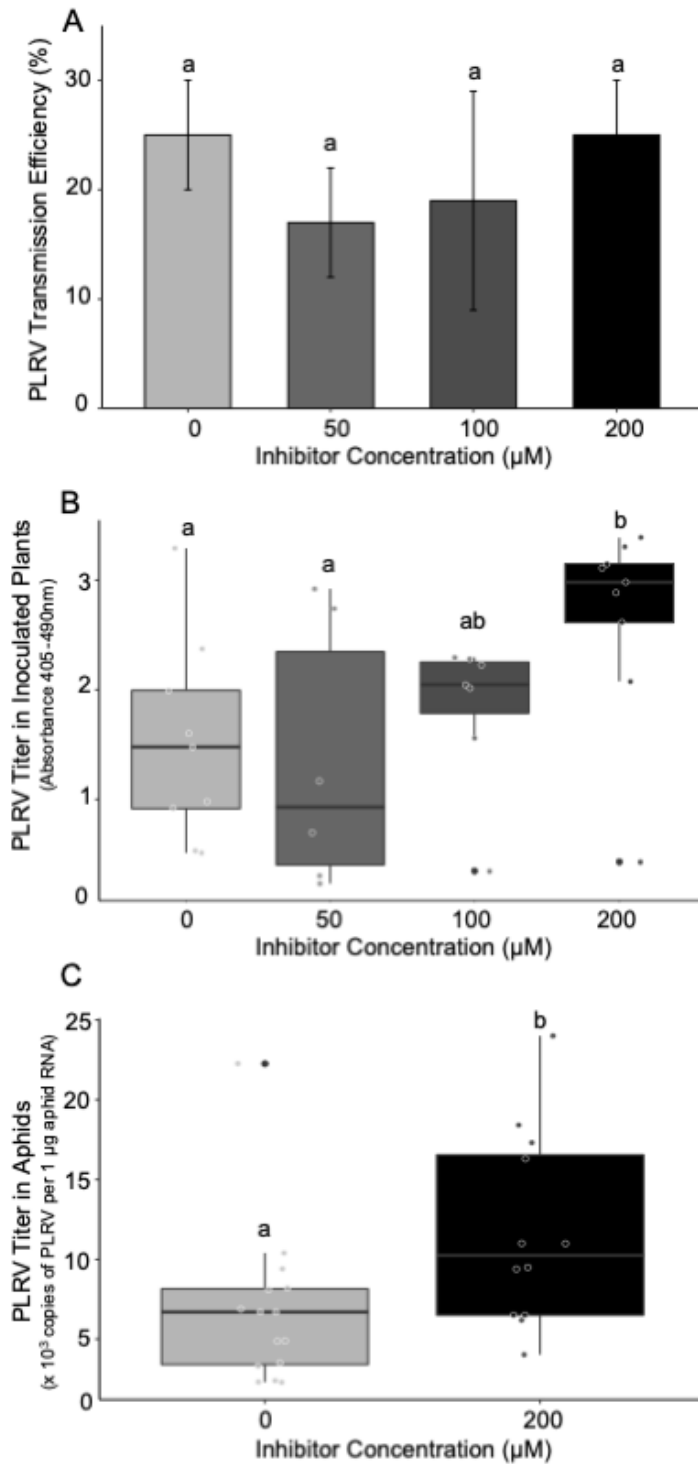 A
PLRV Transmission Efficiency (%)
30
20
10
0
a
a
a
a
0
50
100
200
Inhibitor Concentration (µM)
B
PLRV Titer in Inoculated Plants
(Absorbance 405-490nm)
3
2
1
0
a
a
ab
b
0
50
100
200
Inhibitor Concentration (µM)
C
PLRV Titer in Aphids
(x 10³ copies of PLRV per 1 µg aphid RNA)
25
20
15
10
5
0
a
b
0
200
Inhibitor Concentration (µM)